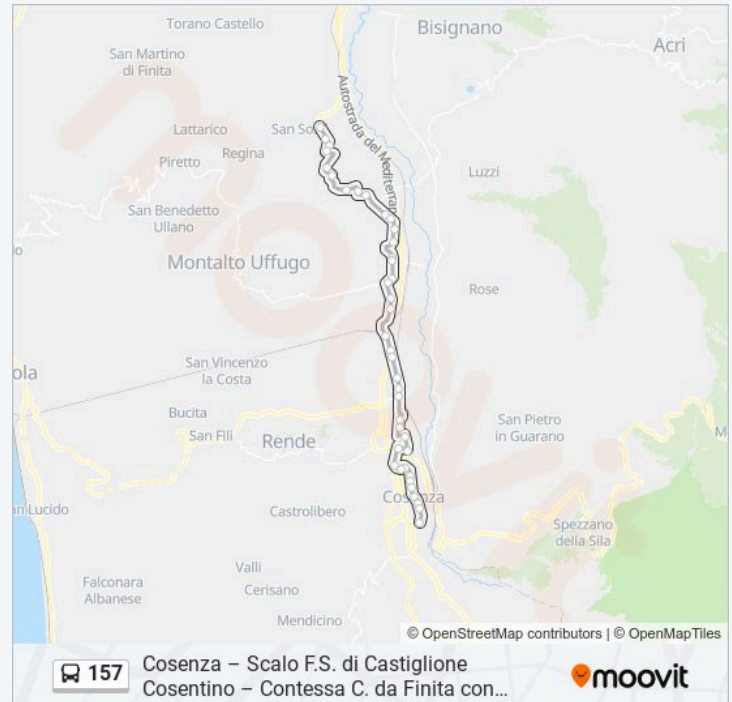 Torano Castello
Bisignano
Acri
San Martino
di Finita
Autostrada del Mediterran
Lattarico
San So
Piretto
Regina
Luzzi
San Benedetto
Ullano
Montalto Uffugo
Rose
ola
San Vincenzo
la Costa
Bucita
San Fili
Rende
San Pietro
in Guarano
Cosenza
Castrolibero
Spezzano
della Sila
Valli
Falconara
Albanese
Cerisano
Mendicino
© OpenStreetMap contributors | © OpenMapTiles
157
Cosenza – Scalo F.S. di Castiglione
Cosentino – Contessa C. da Finita con...
moovit